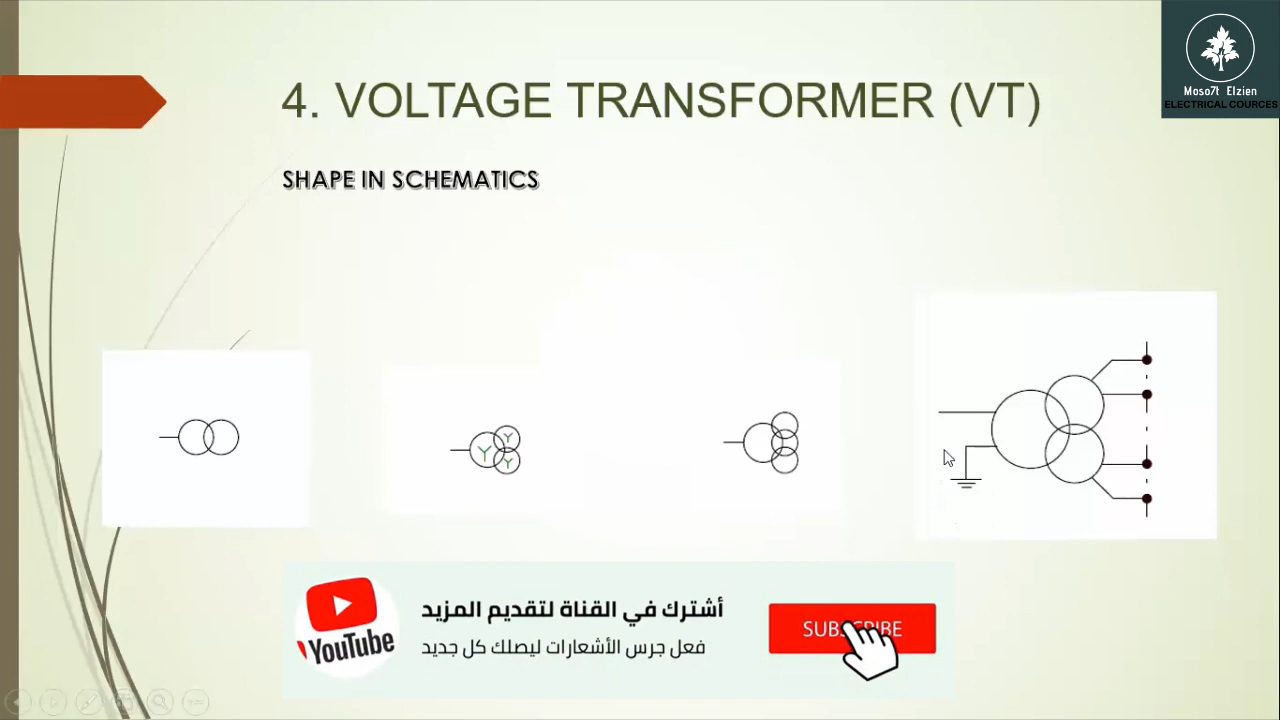 4. VOLTAGE TRANSFORMER (VT)
Moso7t Elzien
ELECTRICAL COURCES
SHAPE IN SCHEMATICS
Y
Y
Y
YouTube
أشترك في القناة لتقديم المزيد
فعل جرس الأشعارات ليصلك كل جديد
SUBSCRIBE